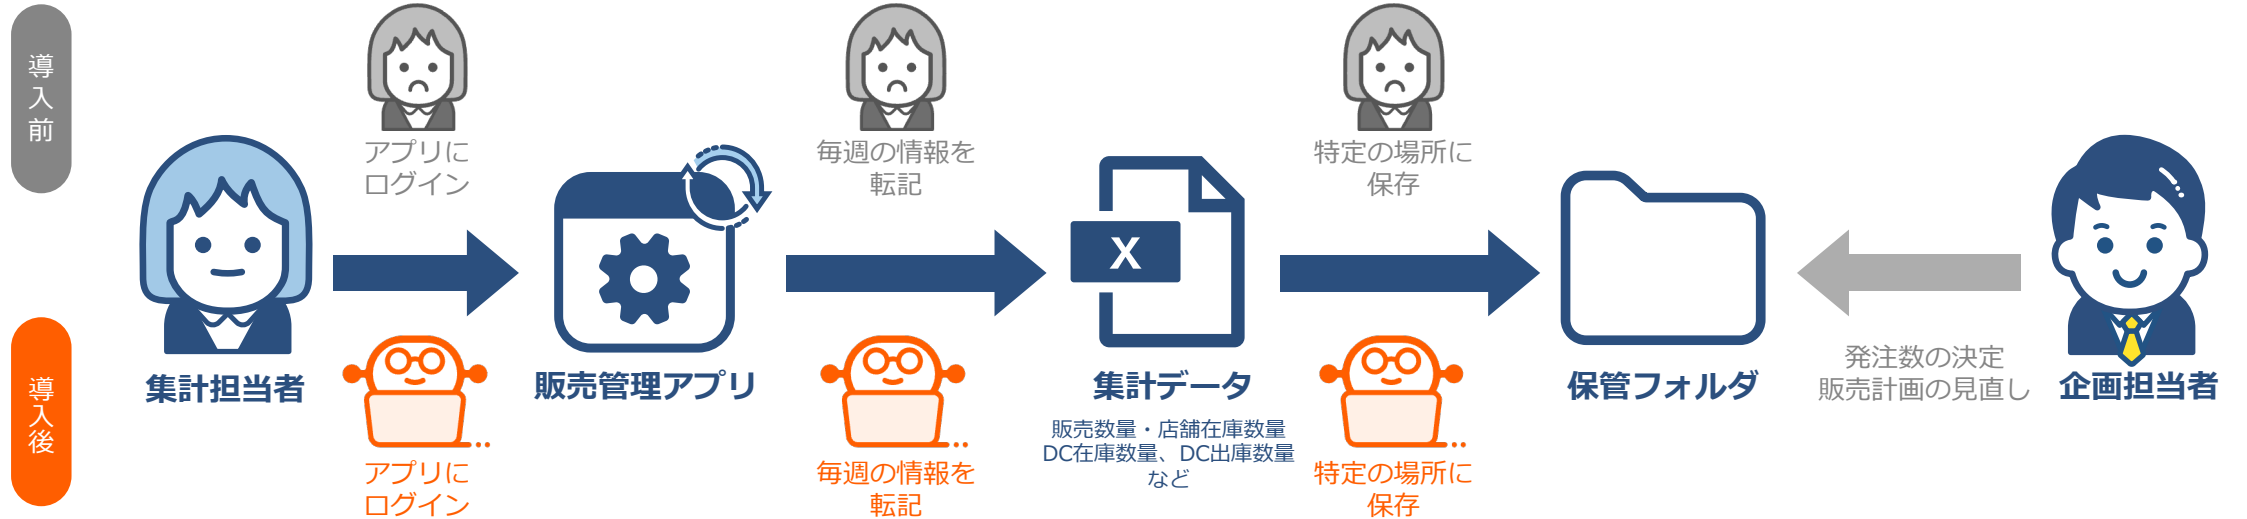 導入前
アプリに
ログイン
毎週の情報を
転記
特定の場所に
保存
X
集計担当者
販売管理アプリ
集計データ
販売数量・店舗在庫数量
DC在庫数量、DC出庫数量
など
保管フォルダ
発注数の決定
販売計画の見直し
企画担当者
導入後
アプリに
ログイン
毎週の情報を
転記
特定の場所に
保存